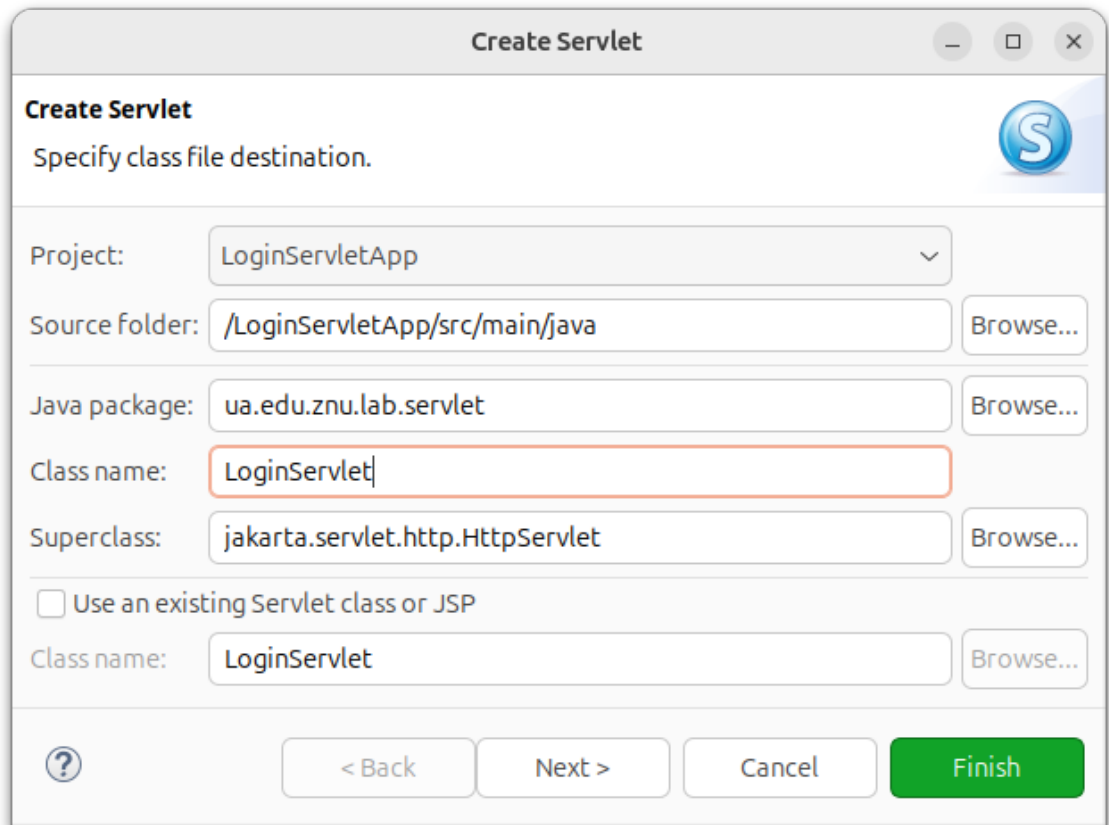 Create Servlet
Create Servlet
Specify class file destination.
Project: LoginServletApp
Source folder: /LoginServletApp/src/main/java Browse...
Java package: ua.edu.znu.lab.servlet Browse...
Class name: LoginServlet
Superclass: jakarta.servlet.http.HttpServlet Browse...
Use an existing Servlet class or JSP
Class name: LoginServlet Browse...
? < Back Next > Cancel Finish